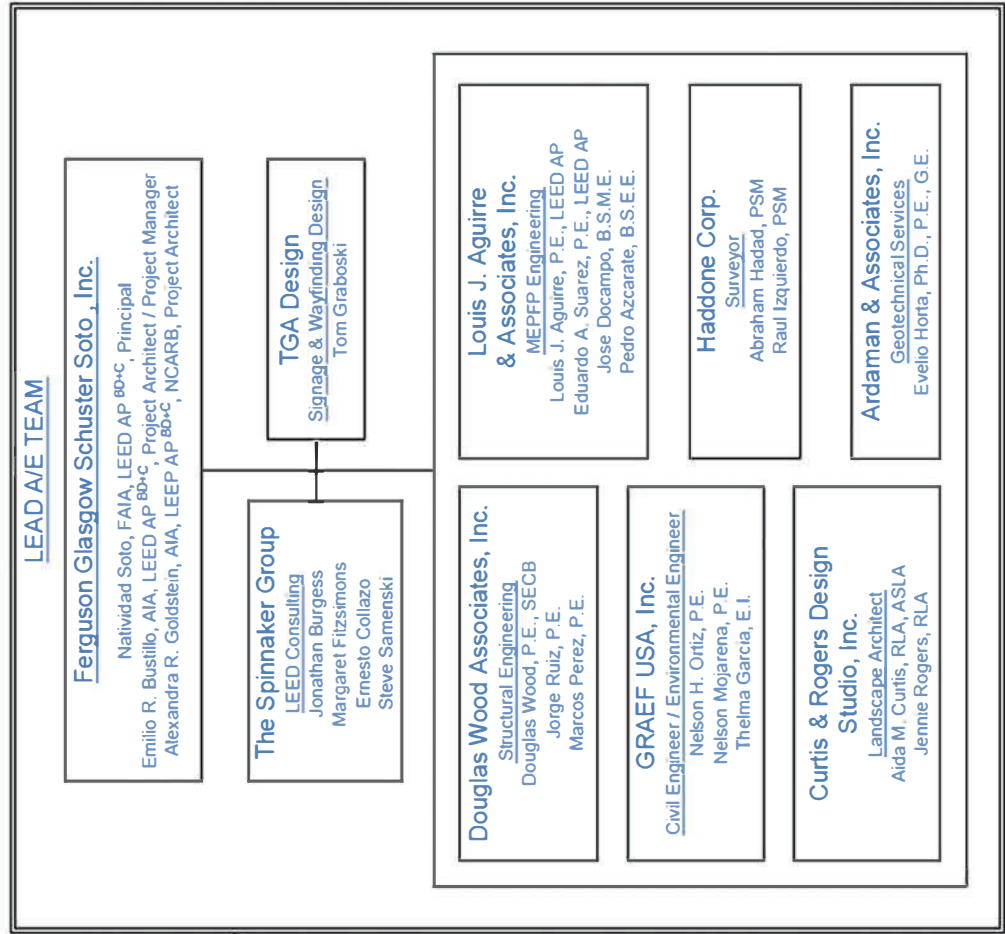 LEAD A/E TEAM
Ferguson Glasgow Schuster Soto , Inc.
Natividad Soto, FAIA, LEED AP BD+C, Principal
Emilio R. Bustillo, AIA, LEED AP BD+C, Project Architect / Project Manager
Alexandra R. Goldstein, AIA, LEEP AP BD+C, NCARB, Project Architect
The Spinnaker Group
LEED Consulting
Jonathan Burgess
Margaret Fitzsimons
Ernesto Collazo
Steve Samenski
TGA Design
Signage & Wayfinding Design
Tom Graboski
Douglas Wood Associates, Inc.
Structural Engineering
Douglas Wood, P.E., SECB
Jorge Ruiz, P.E.
Marcos Perez, P.E.
Louis J. Aguirre
& Associates, Inc.
MEPFP Engineering
Louis J. Aguirre, P.E., LEED AP
Eduardo A. Suarez, P.E., LEED AP
Jose Docampo, B.S.M.E.
Pedro Azcarate, B.S.E.E.
GRAEF USA, Inc.
Civil Engineer / Environmental Engineer
Nelson H. Ortiz, P.E.
Nelson Mojarena, P.E.
Thelma Garcia, E.I.
Haddone Corp.
Surveyor
Abraham Hadad, PSM
Raul Izquierdo, PSM
Curtis & Rogers Design
Studio, Inc.
Landscape Architect
Aida M. Curtis, RLA, ASLA
Jennie Rogers, RLA
Ardaman & Associates, Inc.
Geotechnical Services
Evelio Horta, Ph.D., P.E., G.E.